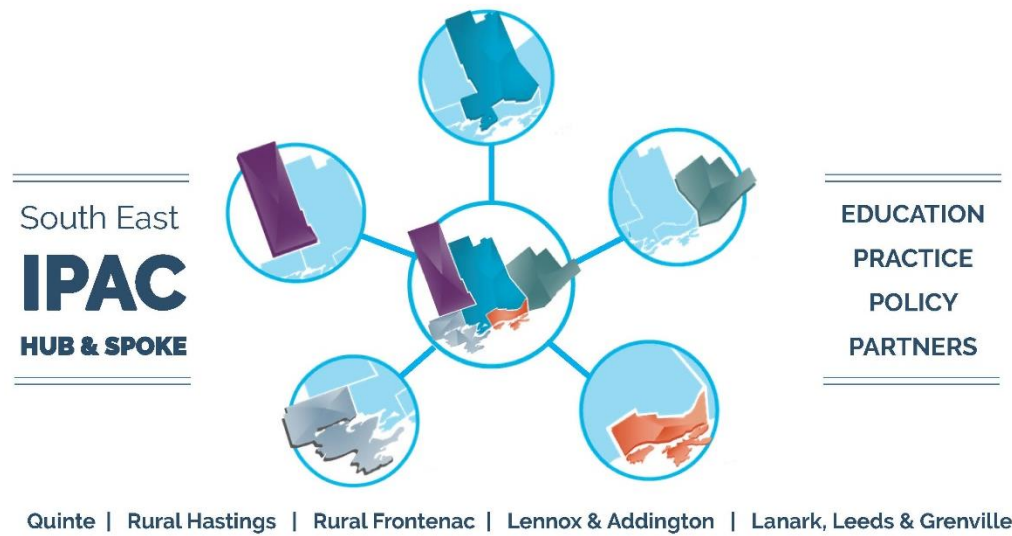 South East
IPAC
HUB & SPOKE
EDUCATION
PRACTICE
POLICY
PARTNERS
Quinte | Rural Hastings | Rural Frontenac | Lennox & Addington | Lanark, Leeds & Grenville